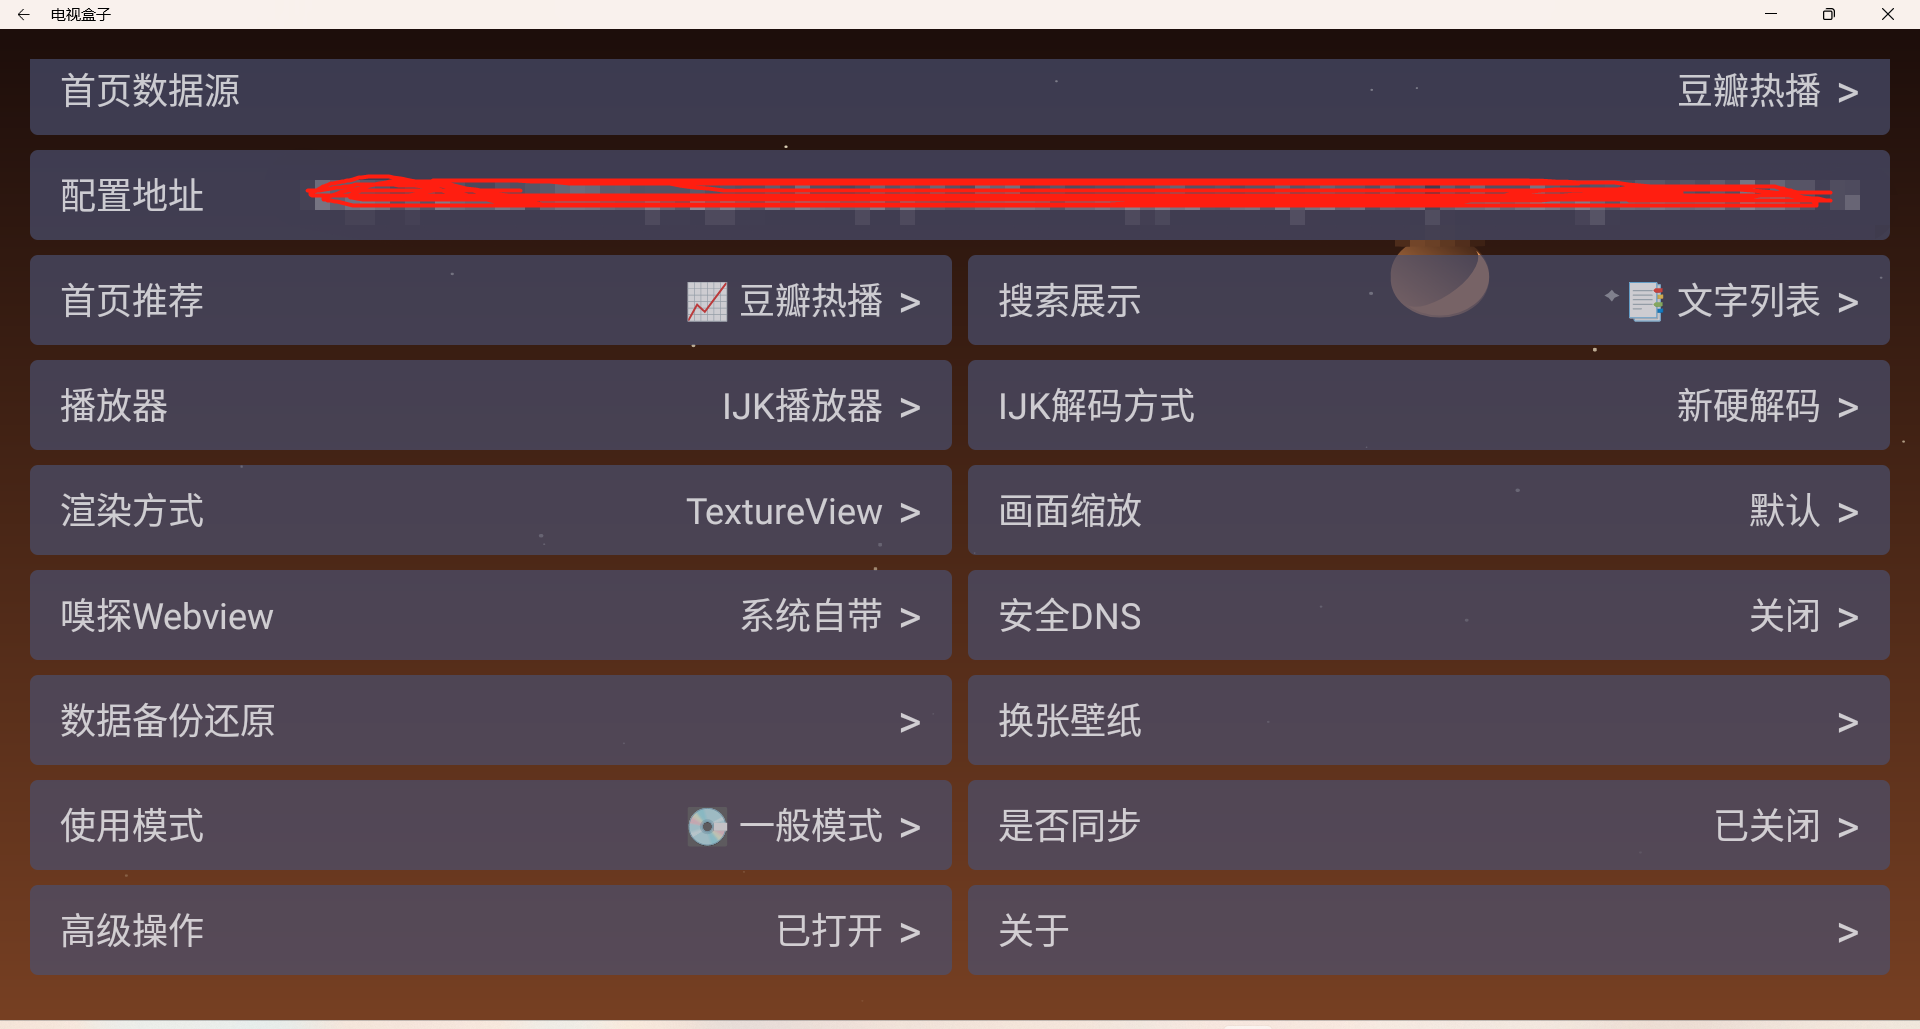 电视盒子
首页数据源 豆瓣热播 >
配置地址
首页推荐 📈 豆瓣热播 >
搜索展示 📑 文字列表 >
播放器 IJK播放器 >
IJK解码方式 新硬解码 >
渲染方式 TextureView >
画面缩放 默认 >
嗅探Webview 系统自带 >
安全DNS 关闭 >
数据备份还原 >
换张壁纸 >
使用模式 💿 一般模式 >
是否同步 已关闭 >
高级操作 已打开 >
关于 >